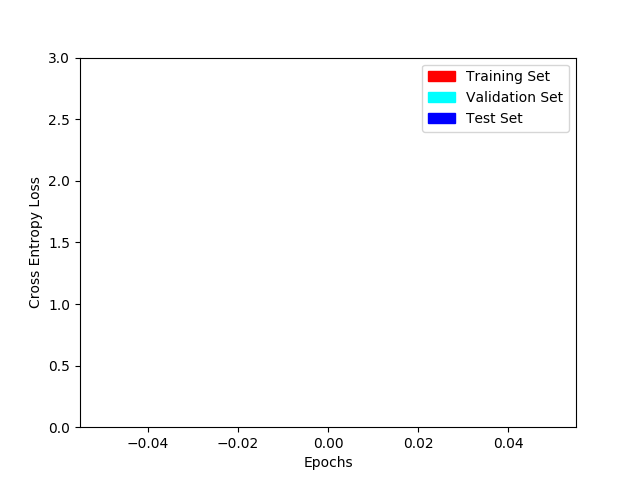 3.0
2.5
2.0
1.5
1.0
0.5
0.0
Cross Entropy Loss
Training Set
Validation Set
Test Set
−0.04 −0.02 0.00 0.02 0.04
Epochs